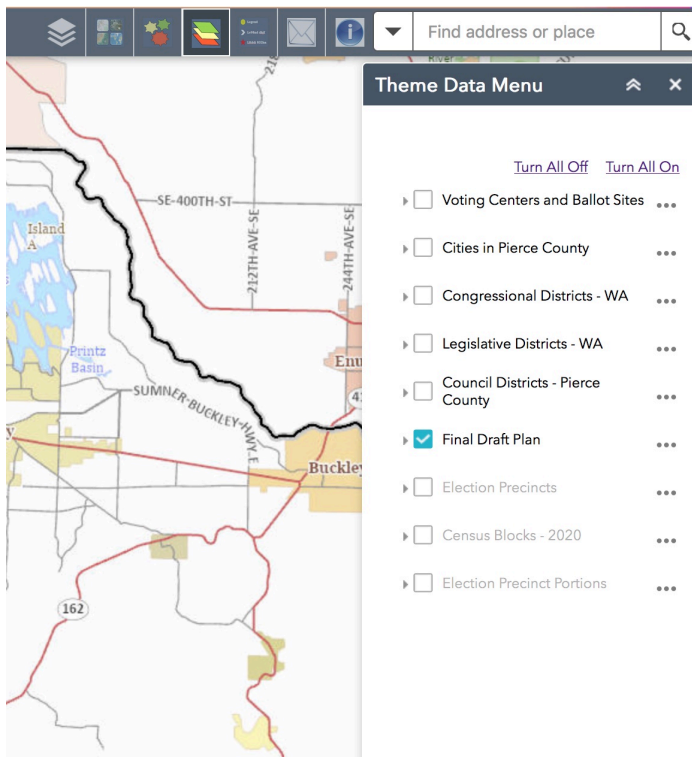 Find address or place
River
Theme Data Menu
Turn All Off Turn All On
Voting Centers and Ballot Sites
Cities in Pierce County
Congressional Districts - WA
Legislative Districts - WA
Council Districts - Pierce
County
Final Draft Plan
Election Precincts
Census Blocks - 2020
Election Precinct Portions
SE-400TH-ST
212TH-AVE-SE
244TH-AVE-SE
Island
A
Printz
Basin
SUMNER-BUCKLEY-HWY-E
Enu
Buckley
162